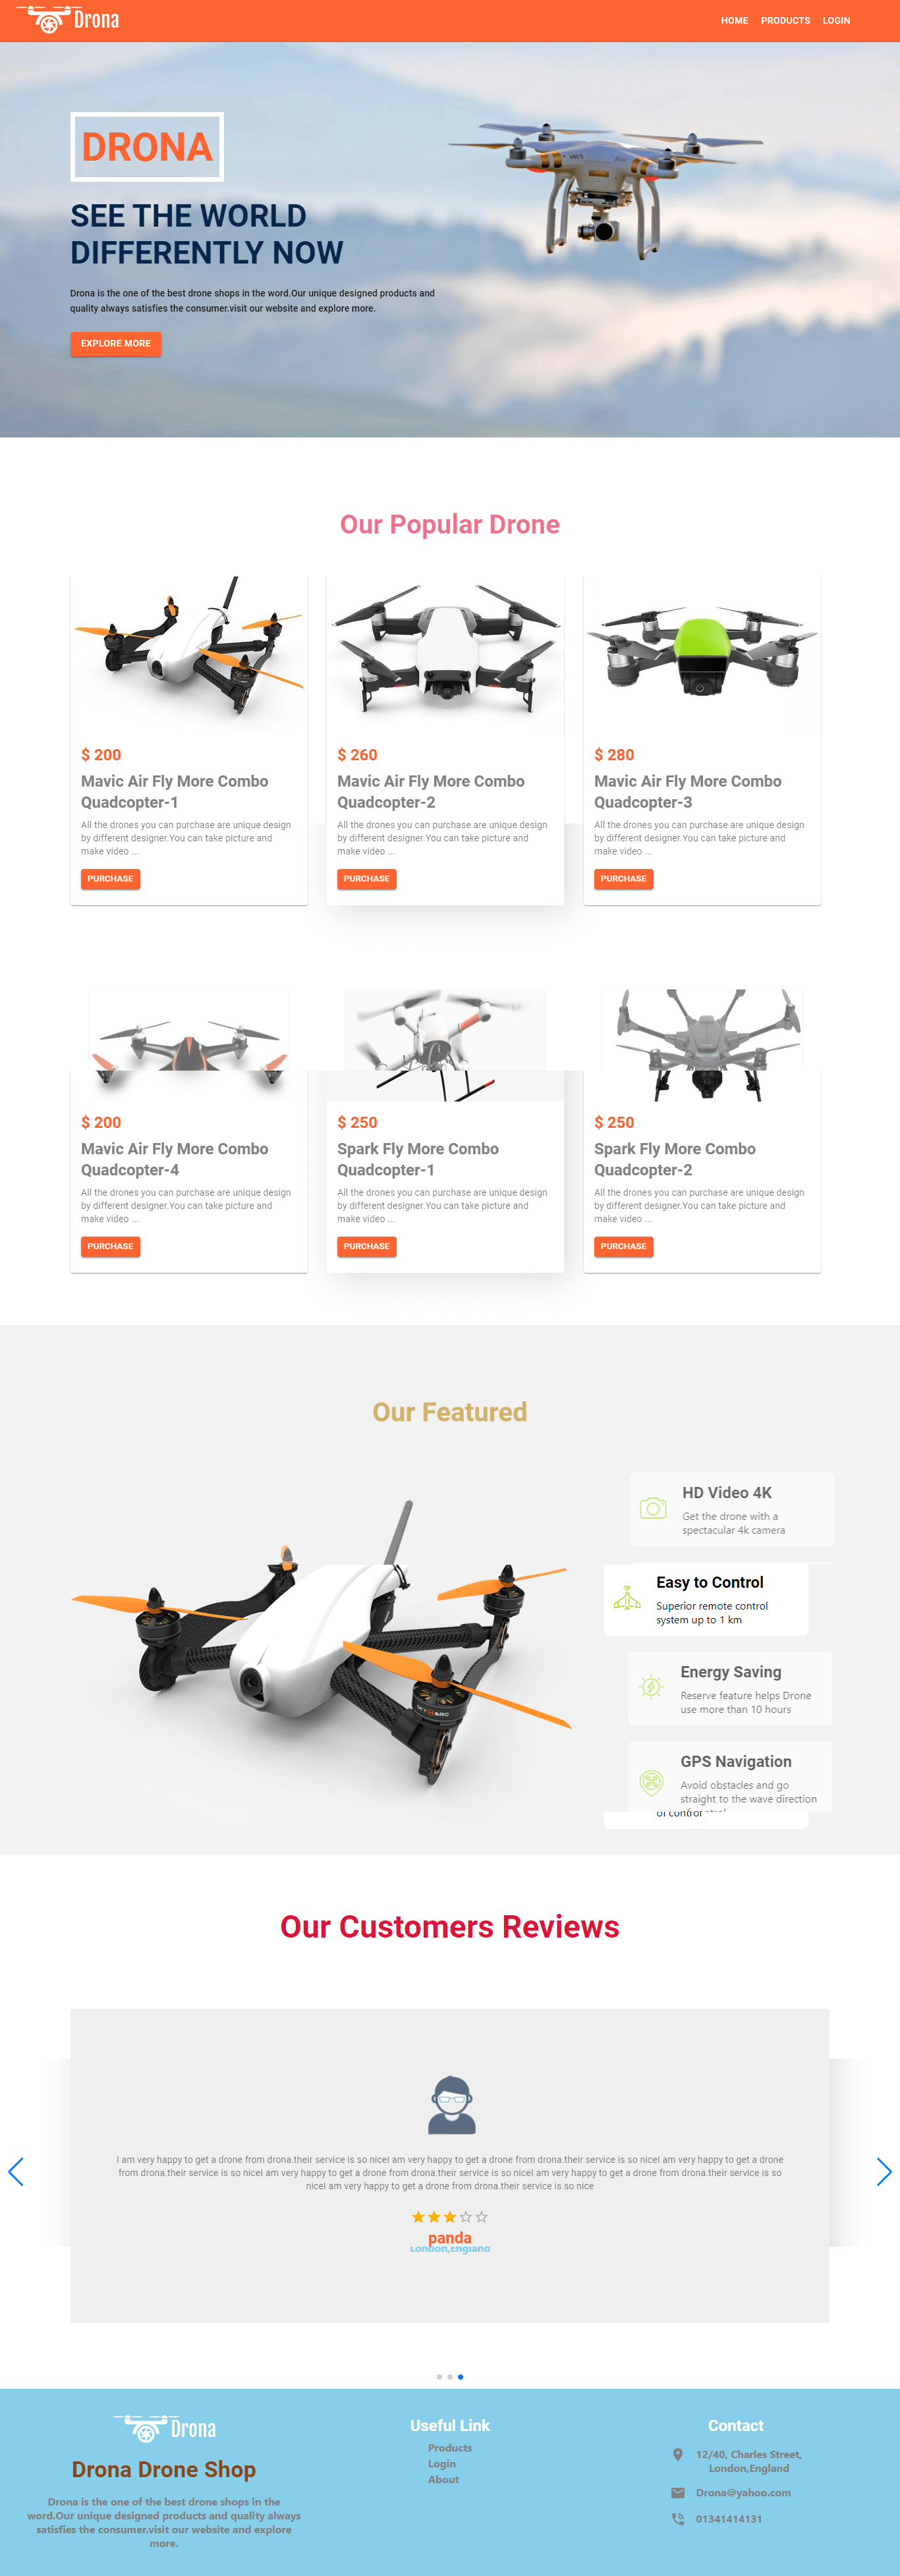 Drona
HOME PRODUCTS LOGIN
DRONA
SEE THE WORLD
DIFFERENTLY NOW
Drona is the one of the best drone shops in the word.Our unique designed products and
quality always satisfies the consumer.visit our website and explore more.
EXPLORE MORE
Our Popular Drone
$ 200
Mavic Air Fly More Combo
Quadcopter-1
All the drones you can purchase are unique design
by different designer.You can take picture and
make video ...
PURCHASE
$ 260
Mavic Air Fly More Combo
Quadcopter-2
All the drones you can purchase are unique design
by different designer.You can take picture and
make video ...
PURCHASE
$ 280
Mavic Air Fly More Combo
Quadcopter-3
All the drones you can purchase are unique design
by different designer.You can take picture and
make video ...
PURCHASE
$ 200
Mavic Air Fly More Combo
Quadcopter-4
All the drones you can purchase are unique design
by different designer.You can take picture and
make video ...
PURCHASE
$ 250
Spark Fly More Combo
Quadcopter-1
All the drones you can purchase are unique design
by different designer.You can take picture and
make video ...
PURCHASE
$ 250
Spark Fly More Combo
Quadcopter-2
All the drones you can purchase are unique design
by different designer.You can take picture and
make video ...
PURCHASE
Our Featured
HD Video 4K
Get the drone with a
spectacular 4k camera
Easy to Control
Superior remote control
system up to 1 km
Energy Saving
Reserve feature helps Drone
use more than 10 hours
GPS Navigation
Avoid obstacles and go
straight to the wave direction
of control
Our Customers Reviews
I am very happy to get a drone from drona.their service is so niceI am very happy to get a drone from drona.their service is so niceI am very happy to get a drone
from drona.their service is so niceI am very happy to get a drone from drona.their service is so niceI am very happy to get a drone from drona.their service is so
niceI am very happy to get a drone from drona.their service is so nice
panda
London,England
Drona
Drona Drone Shop
Drona is the one of the best drone shops in the
word.Our unique designed products and quality always
satisfies the consumer.visit our website and explore
more.
Useful Link
Products
Login
About
Contact
12/40, Charles Street,
London,England
Drona@yahoo.com
01341414131